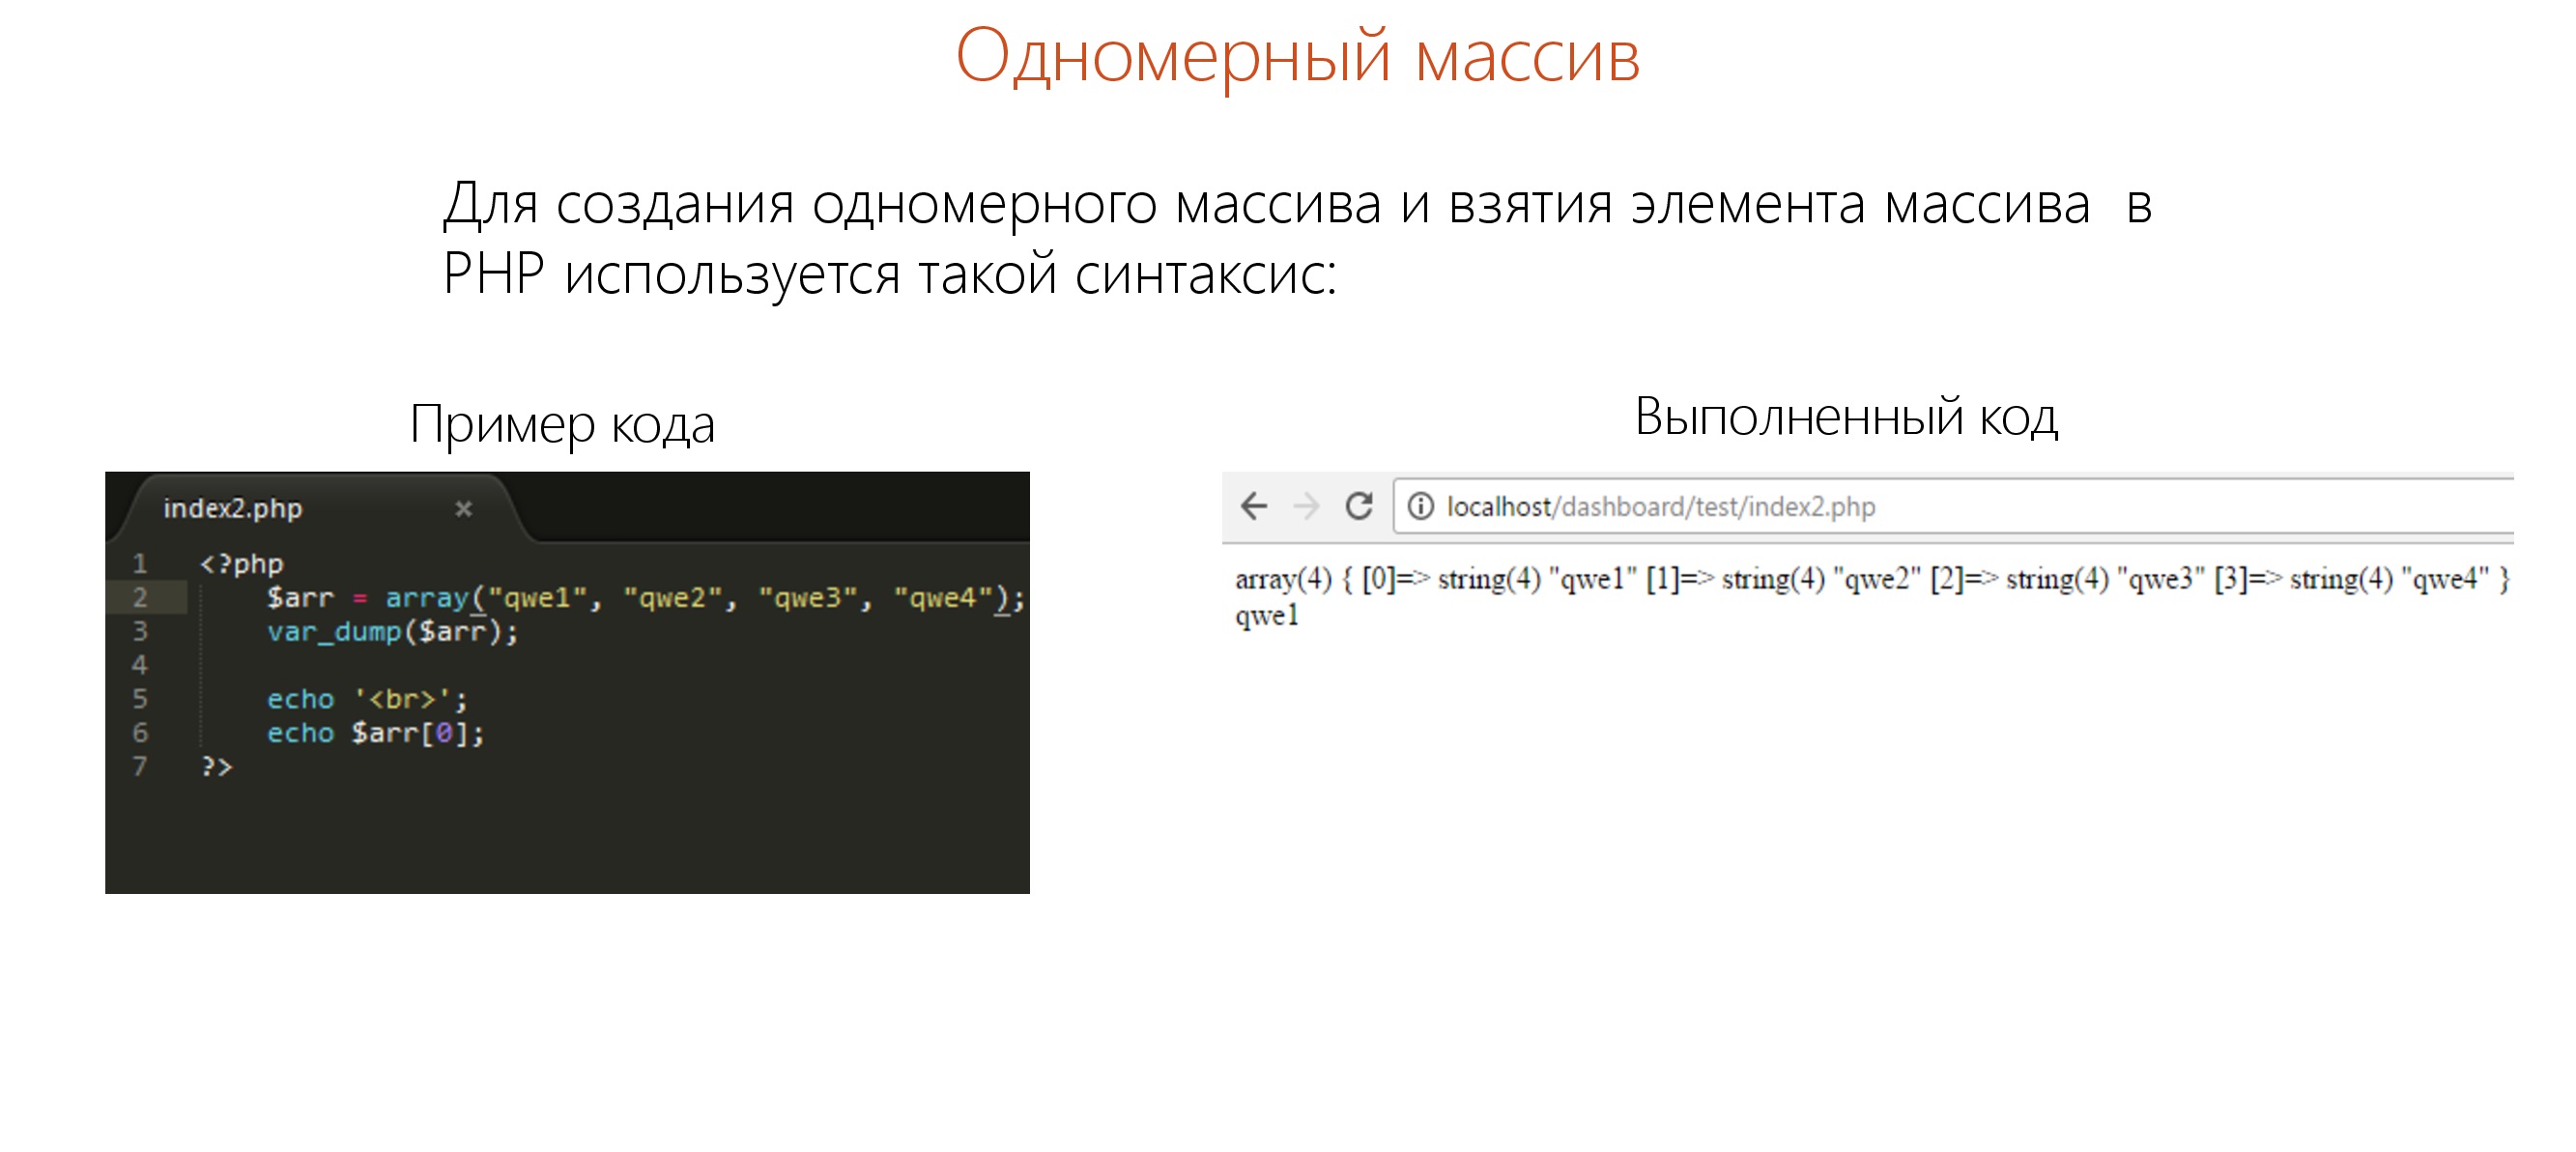 Одномерный массив
Для создания одномерного массива и взятия элемента массива  в
PHP используется такой синтаксис:
Пример кода
index2.php ×
1 <?php
2     $arr = array("qwe1", "qwe2", "qwe3", "qwe4");
3     var_dump($arr);
4
5     echo '<br>';
6     echo $arr[0];
7 ?>
Выполненный код
localhost/dashboard/test/index2.php
array(4) { [0]=> string(4) "qwe1" [1]=> string(4) "qwe2" [2]=> string(4) "qwe3" [3]=> string(4) "qwe4" }
qwe1